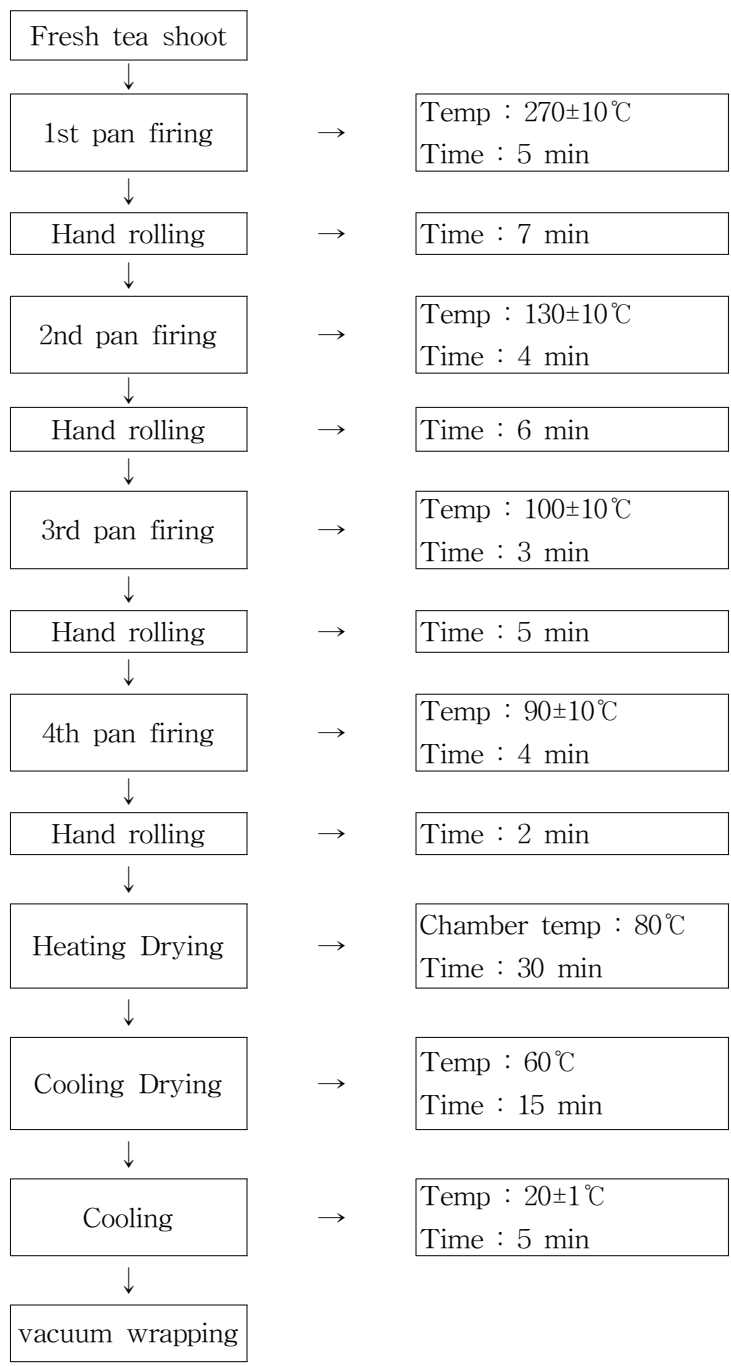 Fresh tea shoot
↓
1st pan firing → Temp : 270±10℃
Time : 5 min
↓
Hand rolling → Time : 7 min
↓
2nd pan firing → Temp : 130±10℃
Time : 4 min
↓
Hand rolling → Time : 6 min
↓
3rd pan firing → Temp : 100±10℃
Time : 3 min
↓
Hand rolling → Time : 5 min
↓
4th pan firing → Temp : 90±10℃
Time : 4 min
↓
Hand rolling → Time : 2 min
↓
Heating Drying → Chamber temp : 80℃
Time : 30 min
↓
Cooling Drying → Temp : 60℃
Time : 15 min
↓
Cooling → Temp : 20±1℃
Time : 5 min
↓
vacuum wrapping